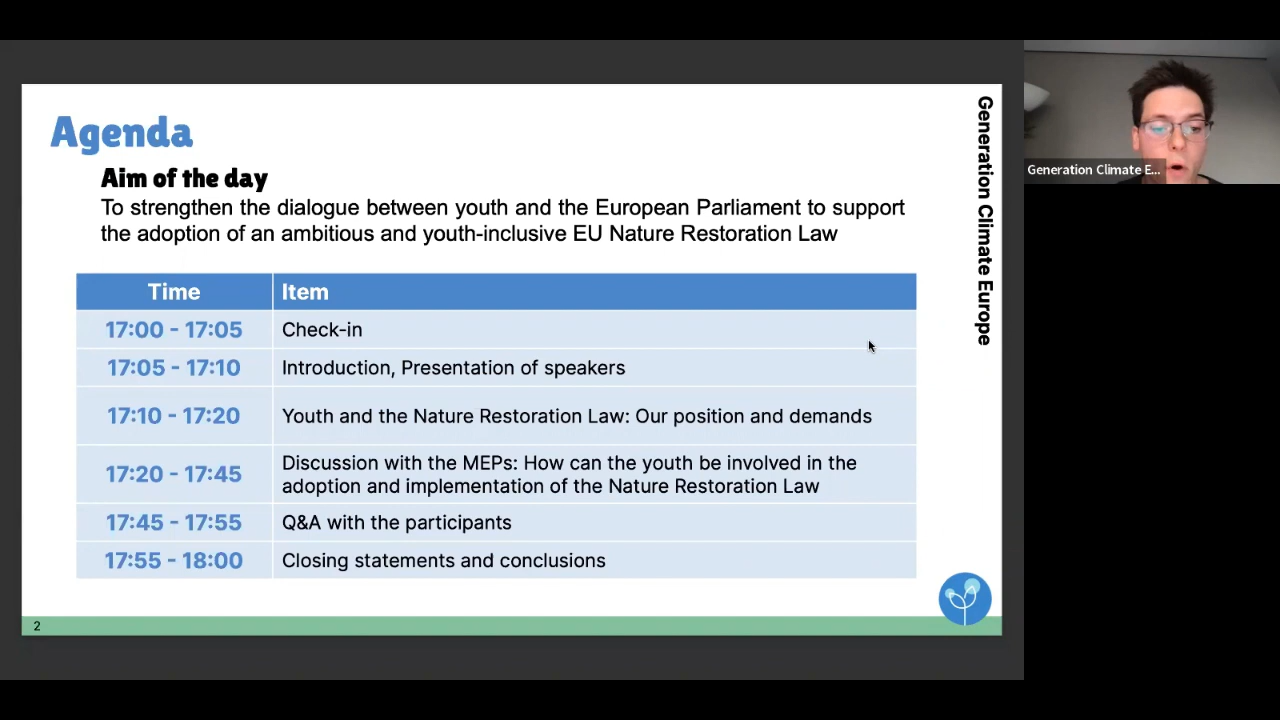 Agenda
Aim of the day
To strengthen the dialogue between youth and the European Parliament to support
the adoption of an ambitious and youth-inclusive EU Nature Restoration Law
Time Item
17:00 - 17:05 Check-in
17:05 - 17:10 Introduction, Presentation of speakers
17:10 - 17:20 Youth and the Nature Restoration Law: Our position and demands
17:20 - 17:45 Discussion with the MEPs: How can the youth be involved in the
adoption and implementation of the Nature Restoration Law
17:45 - 17:55 Q&A with the participants
17:55 - 18:00 Closing statements and conclusions
2
Generation Climate Europe
Generation Climate E...